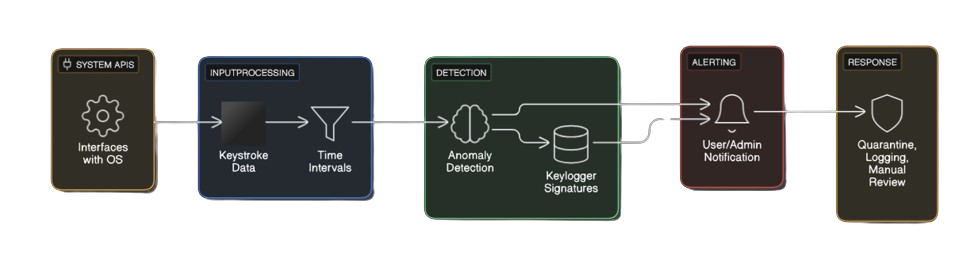 SYSTEM APIS
Interfaces
with OS
INPUTPROCESSING
Keystroke
Data
Time
Intervals
DETECTION
Anomaly
Detection
Keylogger
Signatures
ALERTING
User/Admin
Notification
RESPONSE
Quarantine,
Logging,
Manual
Review